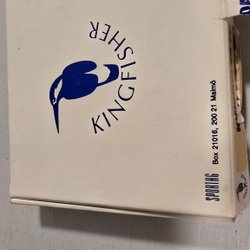 KINGFISHER
SPORTAG
Box 21016, 200 21 Malmö